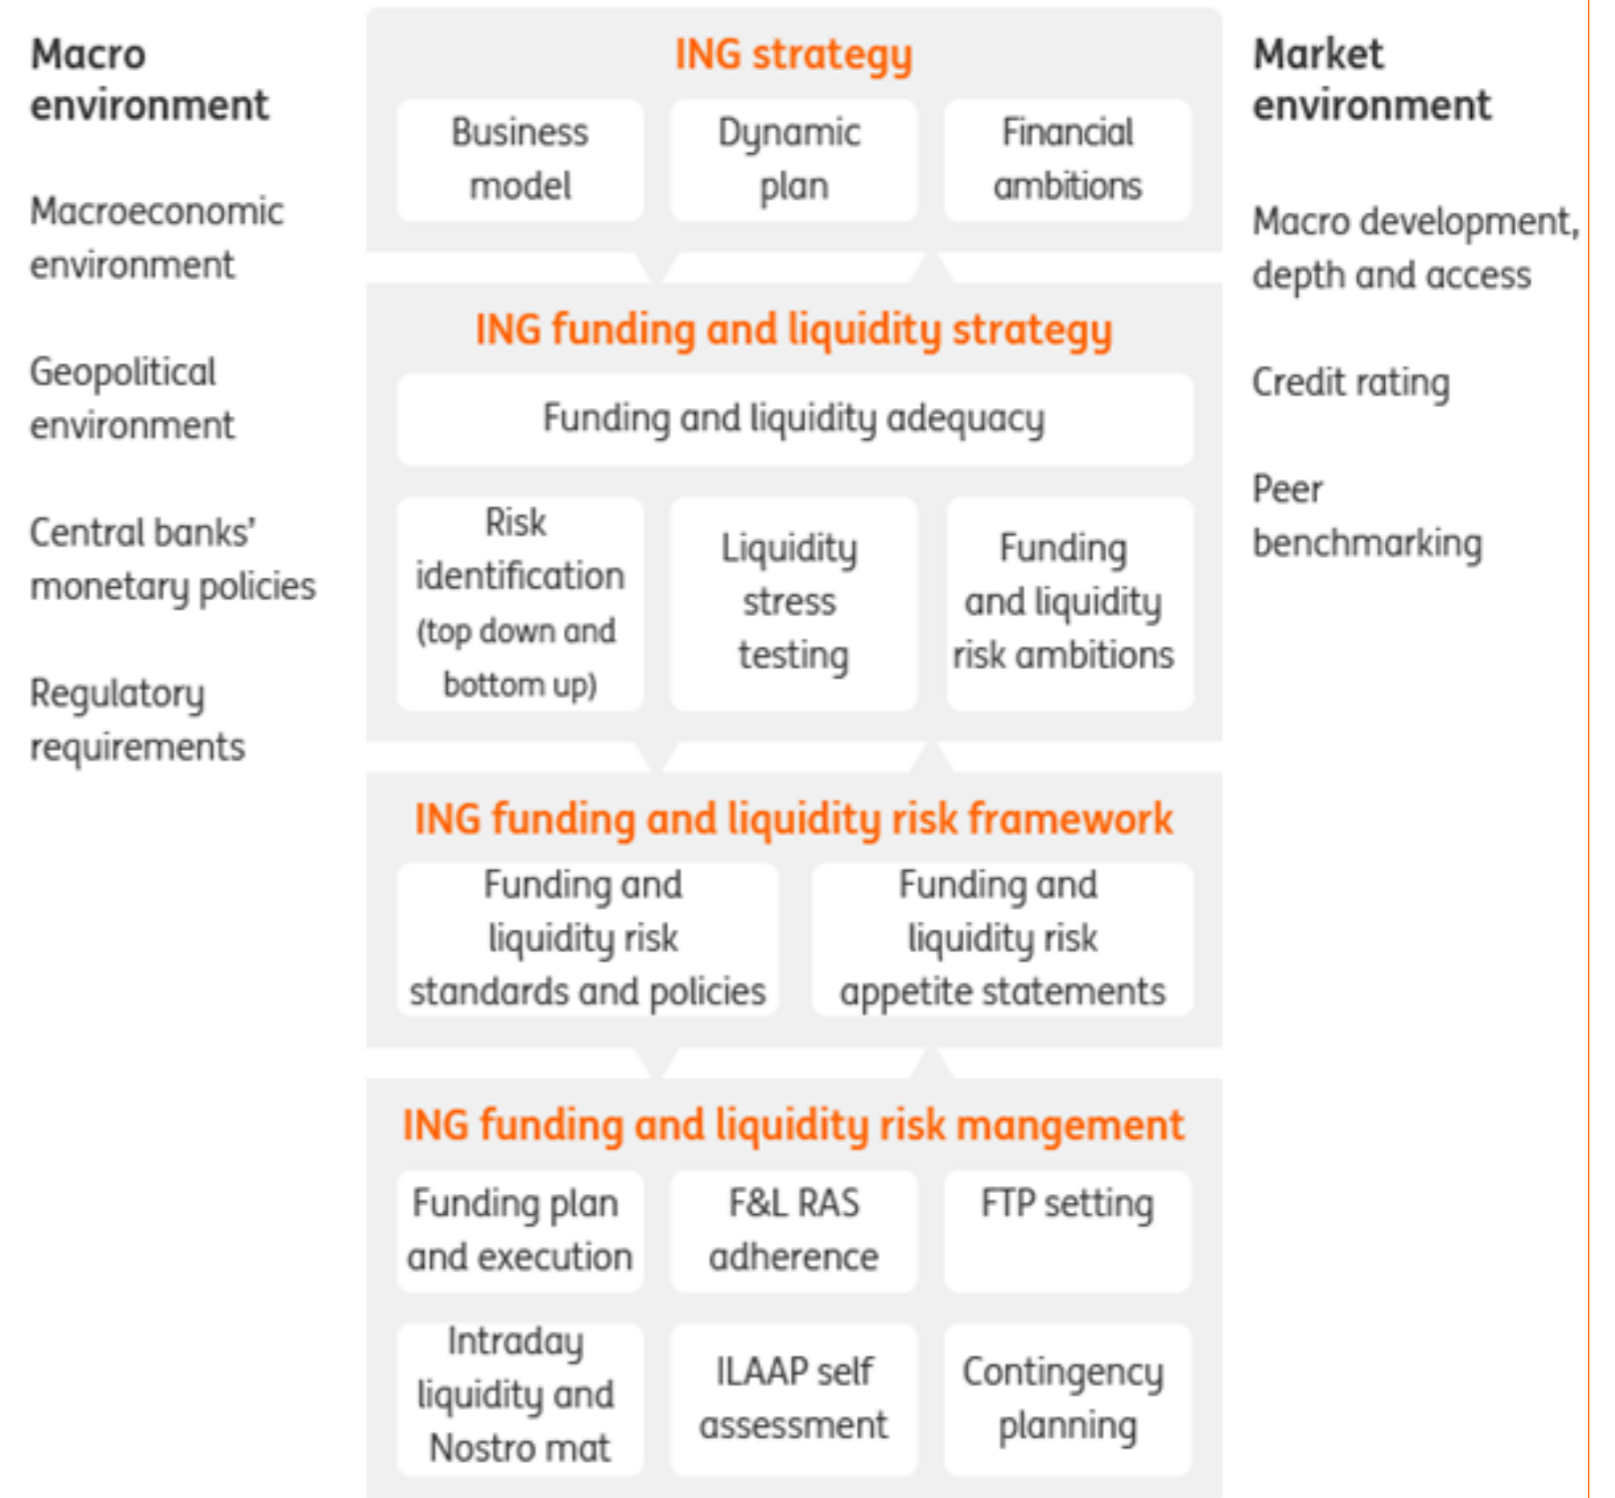 Macro
environment
Macroeconomic
environment
Geopolitical
environment
Central banks’
monetary policies
Regulatory
requirements
ING strategy
Business
model
Dynamic
plan
Financial
ambitions
ING funding and liquidity strategy
Funding and liquidity adequacy
Risk
identification
(top down and
bottom up)
Liquidity
stress
testing
Funding
and liquidity
risk ambitions
ING funding and liquidity risk framework
Funding and
liquidity risk
standards and policies
Funding and
liquidity risk
appetite statements
ING funding and liquidity risk mangement
Funding plan
and execution
F&L RAS
adherence
FTP setting
Intraday
liquidity and
Nostro mat
ILAAP self
assessment
Contingency
planning
Market
environment
Macro development,
depth and access
Credit rating
Peer
benchmarking